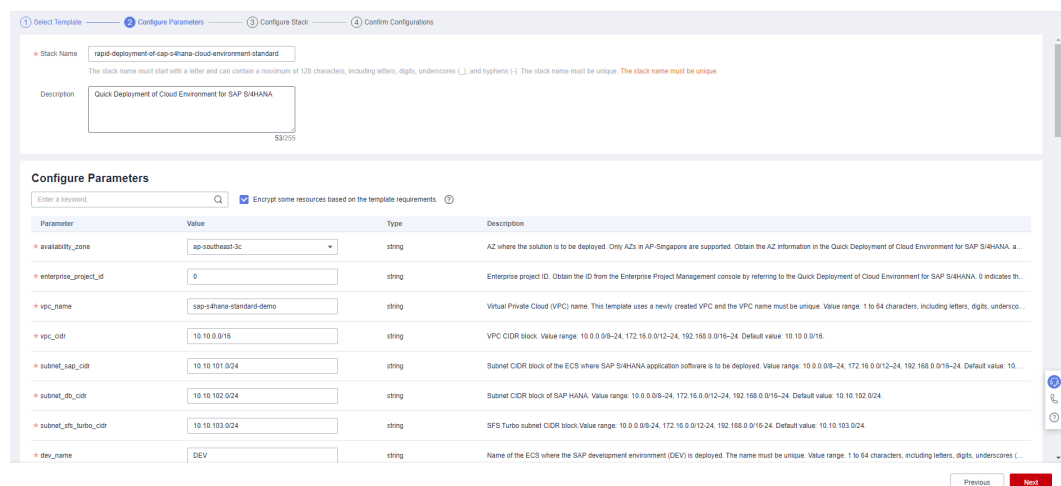 1 Select Template 2 Configure Parameters 3 Configure Stack 4 Confirm Configurations
* Stack Name rapid-deployment-of-sap-s4hana-cloud-environment-standard
The stack name must start with a letter and can contain a maximum of 128 characters, including letters, digits, underscores (_), and hyphens (-). The stack name must be unique. The stack name must be unique.
Description Quick Deployment of Cloud Environment for SAP S/4HANA
53/255
Configure Parameters
Enter a keyword. Encrypt some resources based on the template requirements. ?
Parameter Value Type Description
* availability_zone ap-southeast-3c string AZ where the solution is to be deployed. Only AZs in AP-Singapore are supported. Obtain the AZ information in the Quick Deployment of Cloud Environment for SAP S/4HANA. a...
* enterprise_project_id 0 string Enterprise project ID. Obtain the ID from the Enterprise Project Management console by referring to the Quick Deployment of Cloud Environment for SAP S/4HANA. 0 indicates th...
* vpc_name sap-s4hana-standard-demo string Virtual Private Cloud (VPC) name. This template uses a newly created VPC and the VPC name must be unique. Value range: 1 to 64 characters, including letters, digits, undersco...
* vpc_cidr 10.10.0.0/16 string VPC CIDR block. Value range: 10.0.0.0/8–24, 172.16.0.0/12–24, 192.168.0.0/16–24. Default value: 10.10.0.0/16.
* subnet_sap_cidr 10.10.101.0/24 string Subnet CIDR block of the ECS where SAP S/4HANA application software is to be deployed. Value range: 10.0.0.0/8–24, 172.16.0.0/12–24, 192.168.0.0/16–24. Default value: 10....
* subnet_db_cidr 10.10.102.0/24 string Subnet CIDR block of SAP HANA. Value range: 10.0.0.0/8–24, 172.16.0.0/12–24, 192.168.0.0/16–24. Default value: 10.10.102.0/24.
* subnet_sfs_turbo_cidr 10.10.103.0/24 string SFS Turbo subnet CIDR block.Value range: 10.0.0.0/8-24, 172.16.0.0/12-24, 192.168.0.0/16-24. Default value: 10.10.103.0/24.
* dev_name DEV string Name of the ECS where the SAP development environment (DEV) is deployed. The name must be unique. Value range: 1 to 64 characters, including letters, digits, underscores (...
Previous Next